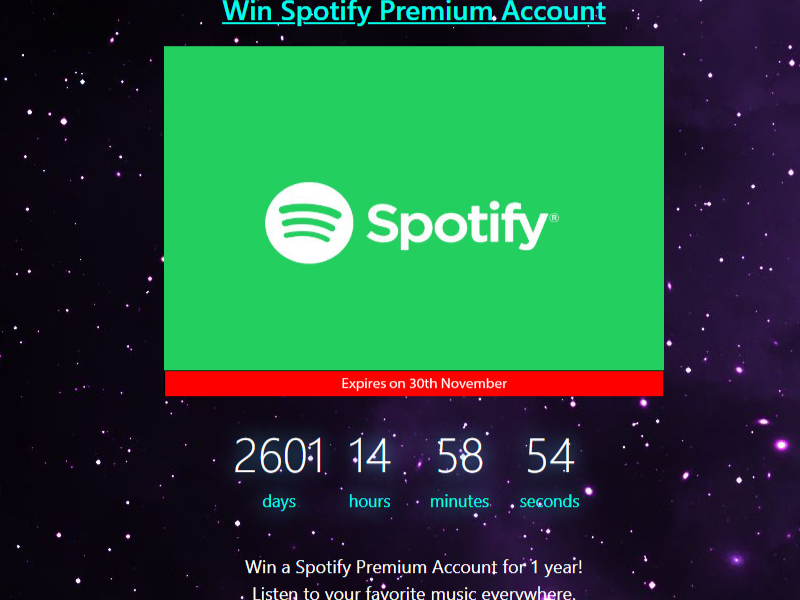 Win Spotify Premium Account
Spotify®
Expires on 30th November
2601 14 58 54
days hours minutes seconds
Win a Spotify Premium Account for 1 year!
Listen to your favorite music everywhere.